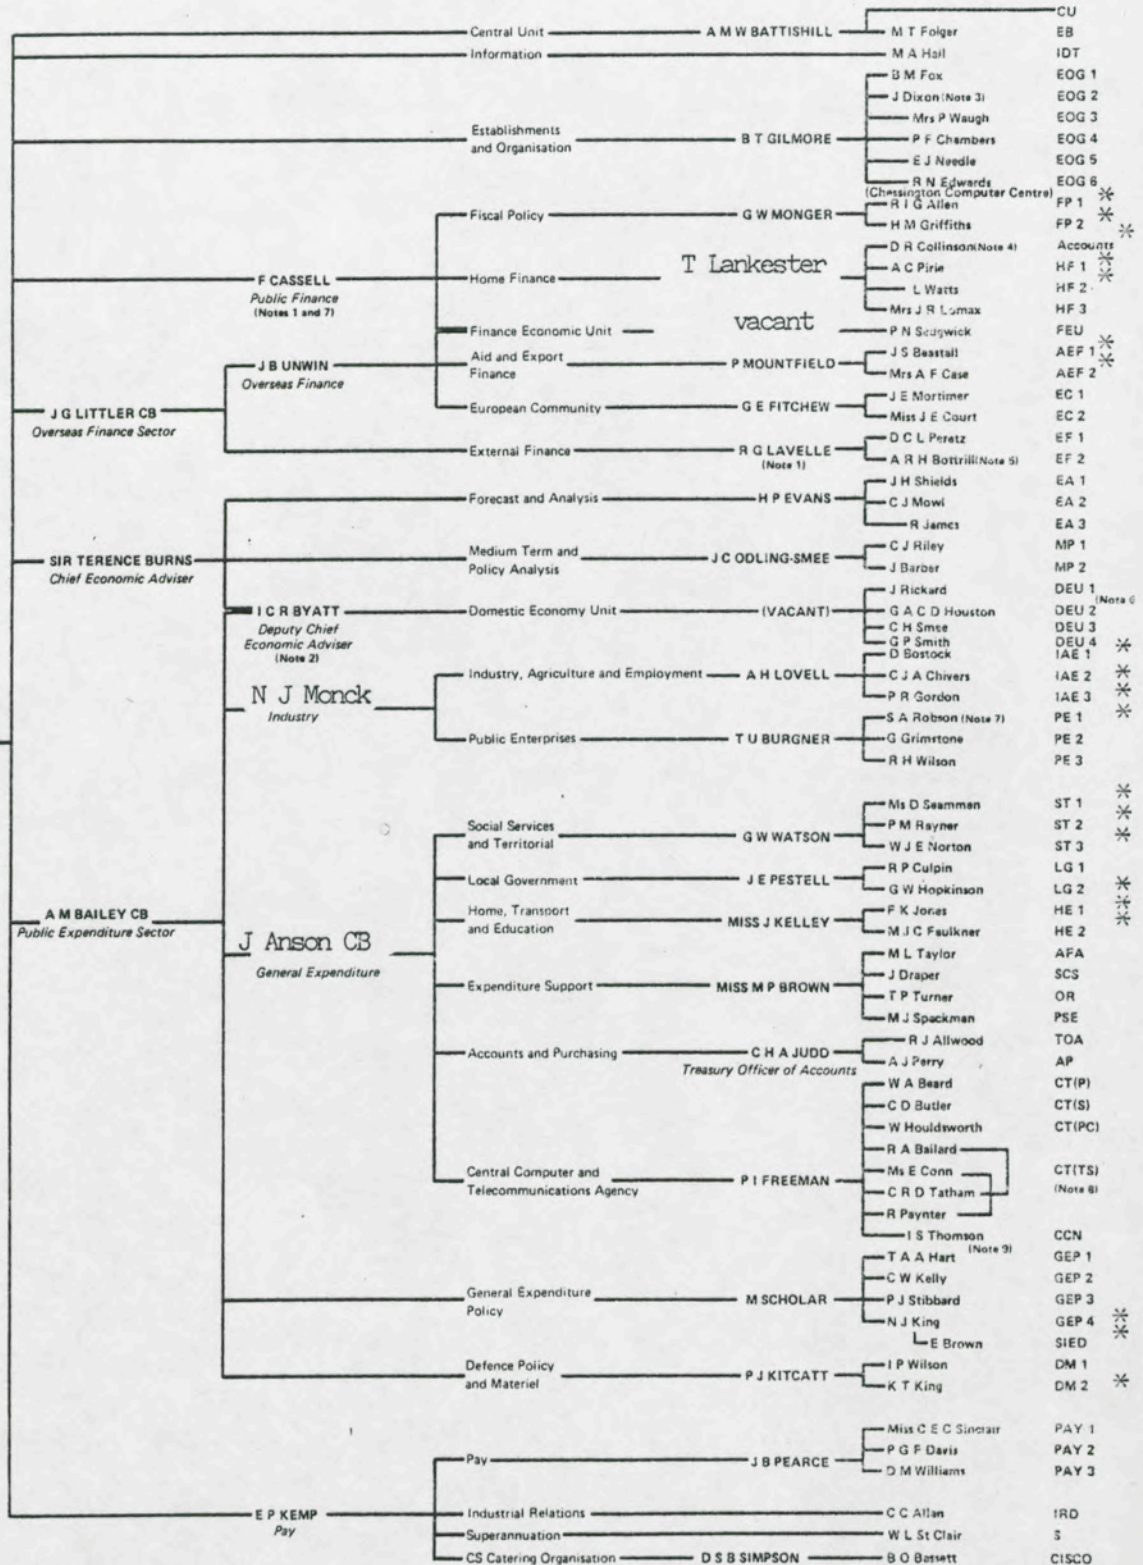 CU
Central Unit A M W BATTISHILL M T Folger EB
Information M A Hall IDT
B M Fox EOG 1
J Dixon (Note 3) EOG 2
Mrs P Waugh EOG 3
Establishments
and Organisation B T GILMORE P F Chambers EOG 4
E J Needle EOG 5
R N Edwards EOG 6
(Chessington Computer Centre)
Fiscal Policy G W MONGER R I G Allen FP 1 *
H M Griffiths FP 2 *
D R Collinson (Note 4) Accounts *
F CASSELL Home Finance T Lankester A C Pirie HF 1 *
Public Finance L Watts HF 2 *
(Notes 1 and 7) Mrs J R Lomax HF 3
Finance Economic Unit vacant P N Sedgwick FEU
J B UNWIN Aid and Export
Overseas Finance Finance P MOUNTFIELD J S Beastall AEF 1 *
Mrs A F Case AEF 2 *
J G LITTLER CB European Community G E FITCHEW J E Mortimer EC 1
Overseas Finance Sector Miss J E Court EC 2
External Finance R G LAVELLE D C L Peretz EF 1
(Note 1) A R H Bottrill (Note 5) EF 2
Forecast and Analysis H P EVANS J H Shields EA 1
C J Mowl EA 2
R James EA 3
SIR TERENCE BURNS Medium Term and
Chief Economic Adviser Policy Analysis J C ODLING-SMEE C J Riley MP 1
J Barber MP 2
J Rickard DEU 1
(Note 6
I C R BYATT Domestic Economy Unit (VACANT) G A C D Houston DEU 2
Deputy Chief C H Smee DEU 3
Economic Adviser G P Smith DEU 4
(Note 2) D Bostock IAE 1 *
N J Monck Industry, Agriculture and Employment A H LOVELL C J A Chivers IAE 2 *
Industry P R Gordon IAE 3 *
S A Robson (Note 7) PE 1 *
Public Enterprises T U BURGNER G Grimstone PE 2
R H Wilson PE 3
Ms D Seammen ST 1 *
Social Services
and Territorial G W WATSON P M Rayner ST 2 *
W J E Norton ST 3 *
Local Government J E PESTELL R P Culpin LG 1
G W Hopkinson LG 2 *
A M BAILEY CB Home, Transport
Public Expenditure Sector and Education MISS J KELLEY F K Jones HE 1 *
M J C Faulkner HE 2 *
J Anson CB M L Taylor AFA
General Expenditure J Draper SCS
Expenditure Support MISS M P BROWN T P Turner OR
M J Spackman PSE
Accounts and Purchasing C H A JUDD R J Allwood TOA
Treasury Officer of Accounts A J Perry AP
W A Beard CT(P)
C D Butler CT(S)
W Houldsworth CT(PC)
R A Ballard
Central Computer and Ms E Conn CT(TS)
Telecommunications Agency P I FREEMAN C R D Tatham (Note 8)
R Paynter
I S Thomson CCN
(Note 9)
T A A Hart GEP 1
General Expenditure C W Kelly GEP 2
Policy M SCHOLAR P J Stibbard GEP 3
N J King GEP 4 *
E Brown SIED *
Defence Policy
and Materiel P J KITCATT I P Wilson DM 1
K T King DM 2 *
Miss C E C Sinclair PAY 1
Pay J B PEARCE P G F Davis PAY 2
D M Williams PAY 3
E P KEMP Industrial Relations C C Allan IRD
Pay
Superannuation W L St Clair S
CS Catering Organisation D S B SIMPSON B O Bassett CISCO